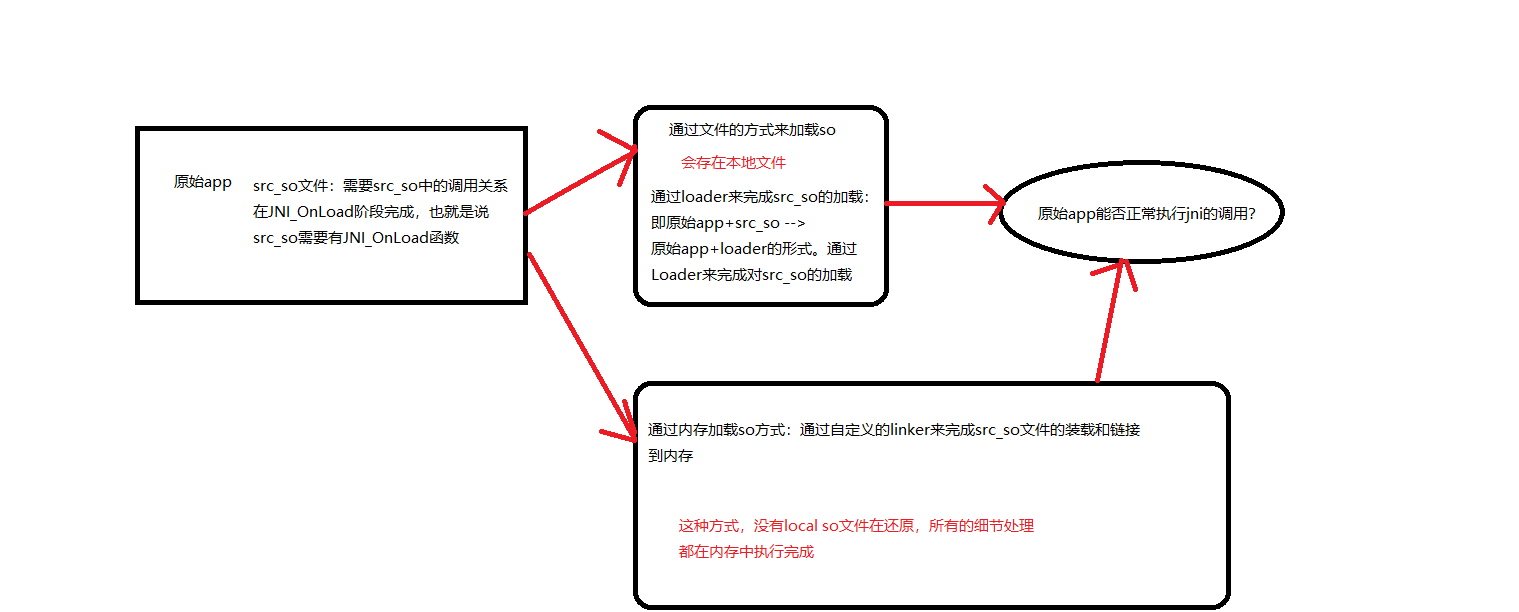 原始app
src_so文件：需要src_so中的调用关系
在JNI_OnLoad阶段完成，也就是说
src_so需要有JNI_OnLoad函数
通过文件的方式来加载so
会存在本地文件
通过loader来完成src_so的加载：
即原始app+src_so -->
原始app+loader的形式。通过
Loader来完成对src_so的加载
原始app能否正常执行jni的调用？
通过内存加载so方式：通过自定义的linker来完成src_so文件的装载和链接
到内存
这种方式，没有local so文件在还原，所有的细节处理
都在内存中执行完成